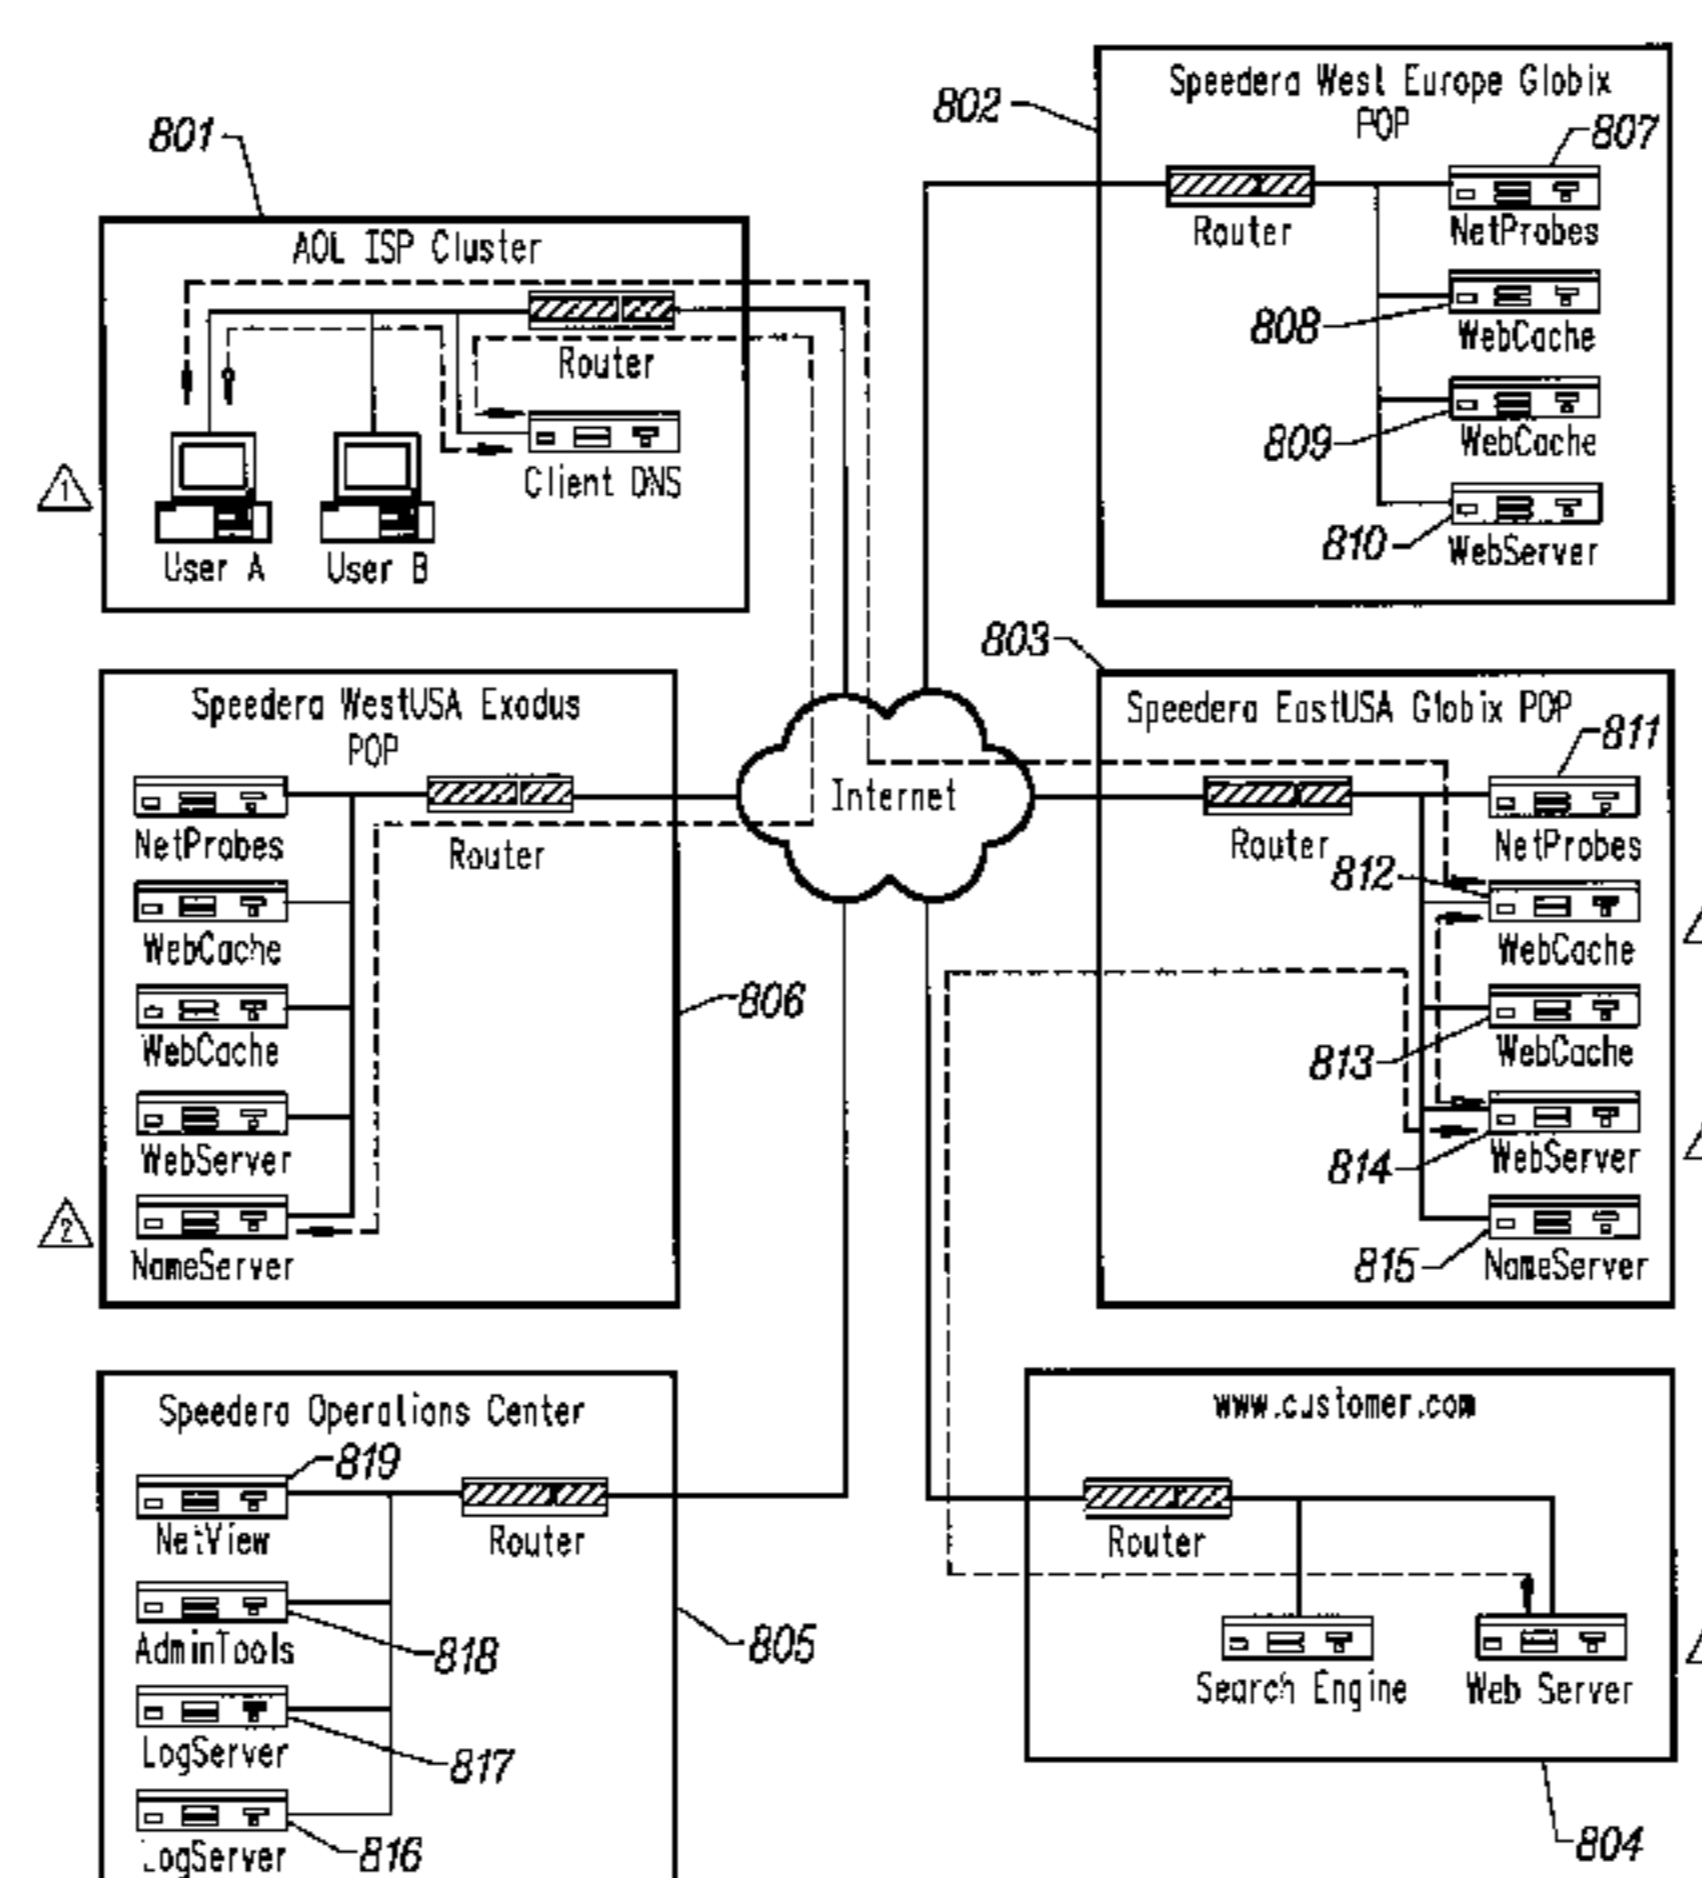 801
AOL ISP Cluster
Router
Client DNS
1
User A
User B
802
Speedera West Europe Globix
POP
807
Router
NetProbes
808
WebCache
809
WebCache
810
WebServer
Speedera WestUSA Exodus
POP
NetProbes
Router
WebCache
WebCache
806
WebServer
2
NameServer
Internet
803
Speedera EastUSA Globix POP
811
Router
NetProbes
812
WebCache
813
WebCache
814
WebServer
815
NameServer
Speedera Operations Center
819
NetView
Router
AdminTools
818
805
LogServer
817
LogServer
816
www.customer.com
Router
Search Engine
Web Server
804